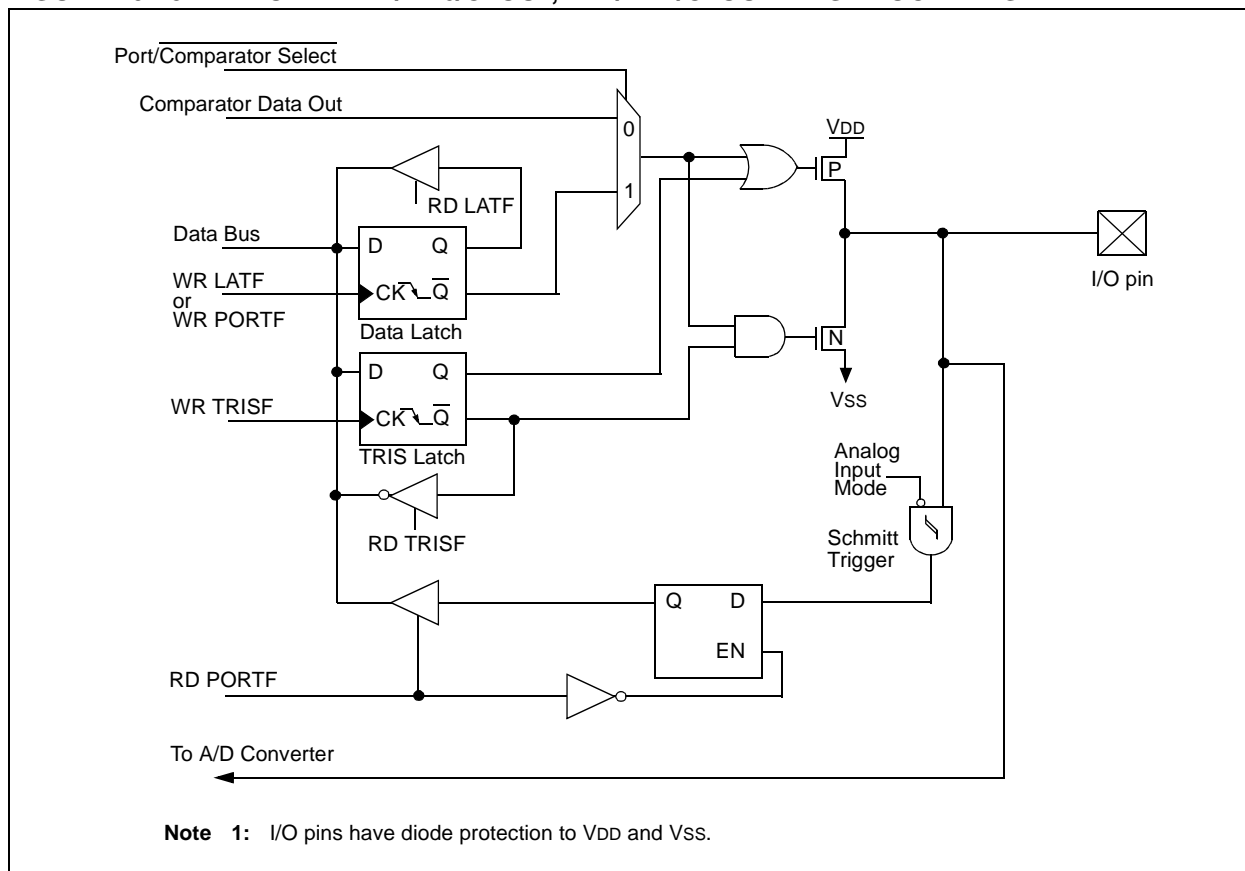 Port/Comparator Select
Comparator Data Out
0
1
VDD
P
RD LATF
Data Bus
D Q
WR LATF
or
WR PORTF
CK Q
Data Latch
I/O pin
N
VSS
D Q
WR TRISF
CK Q
TRIS Latch
RD TRISF
Analog
Input
Mode
Schmitt
Trigger
Q D
EN
RD PORTF
To A/D Converter
Note 1: I/O pins have diode protection to VDD and VSS.